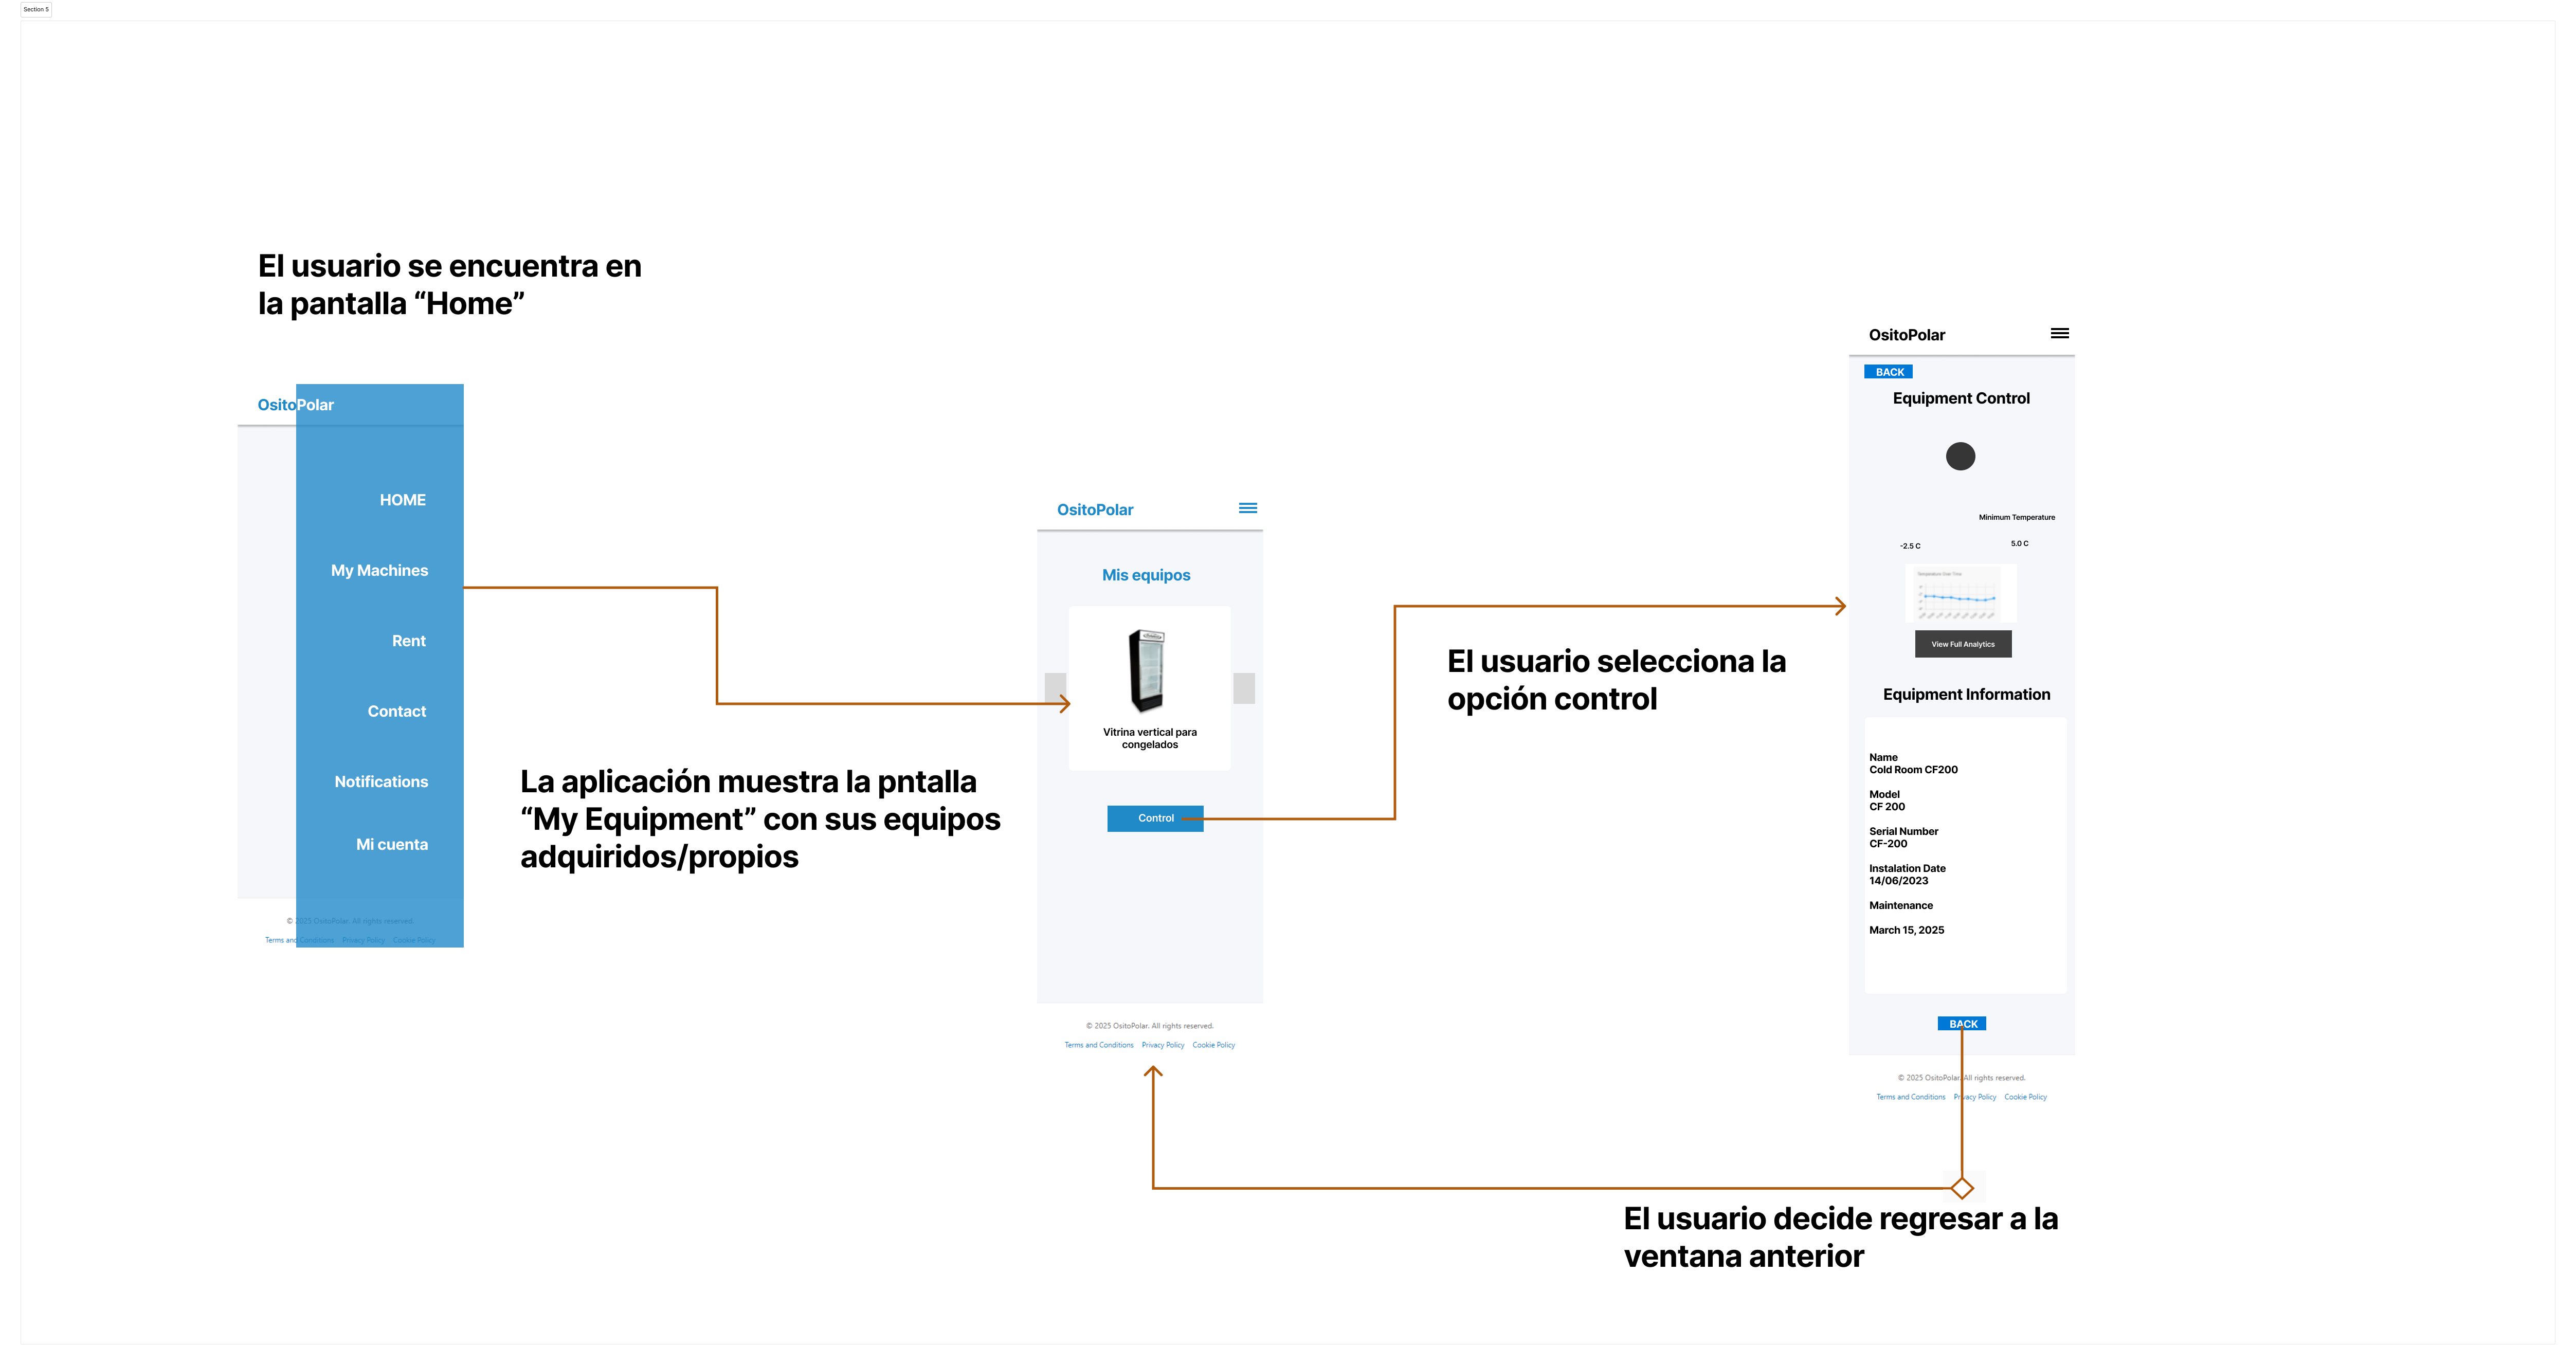 Section 5
El usuario se encuentra en
la pantalla “Home”
OsitoPolar
HOME
My Machines
Rent
Contact
Notifications
Mi cuenta
© 2025 OsitoPolar. All rights reserved.
Terms and Conditions Privacy Policy Cookie Policy
La aplicación muestra la pntalla
“My Equipment” con sus equipos
adquiridos/propios
OsitoPolar
Mis equipos
Vitrina vertical para
congelados
Control
© 2025 OsitoPolar. All rights reserved.
Terms and Conditions Privacy Policy Cookie Policy
El usuario selecciona la
opción control
OsitoPolar
BACK
Equipment Control
Minimum Temperature
-2.5 C 5.0 C
Temperature Over Time
View Full Analytics
Equipment Information
Name
Cold Room CF200
Model
CF 200
Serial Number
CF-200
Instalation Date
14/06/2023
Maintenance
March 15, 2025
BACK
© 2025 OsitoPolar. All rights reserved.
Terms and Conditions Privacy Policy Cookie Policy
El usuario decide regresar a la
ventana anterior